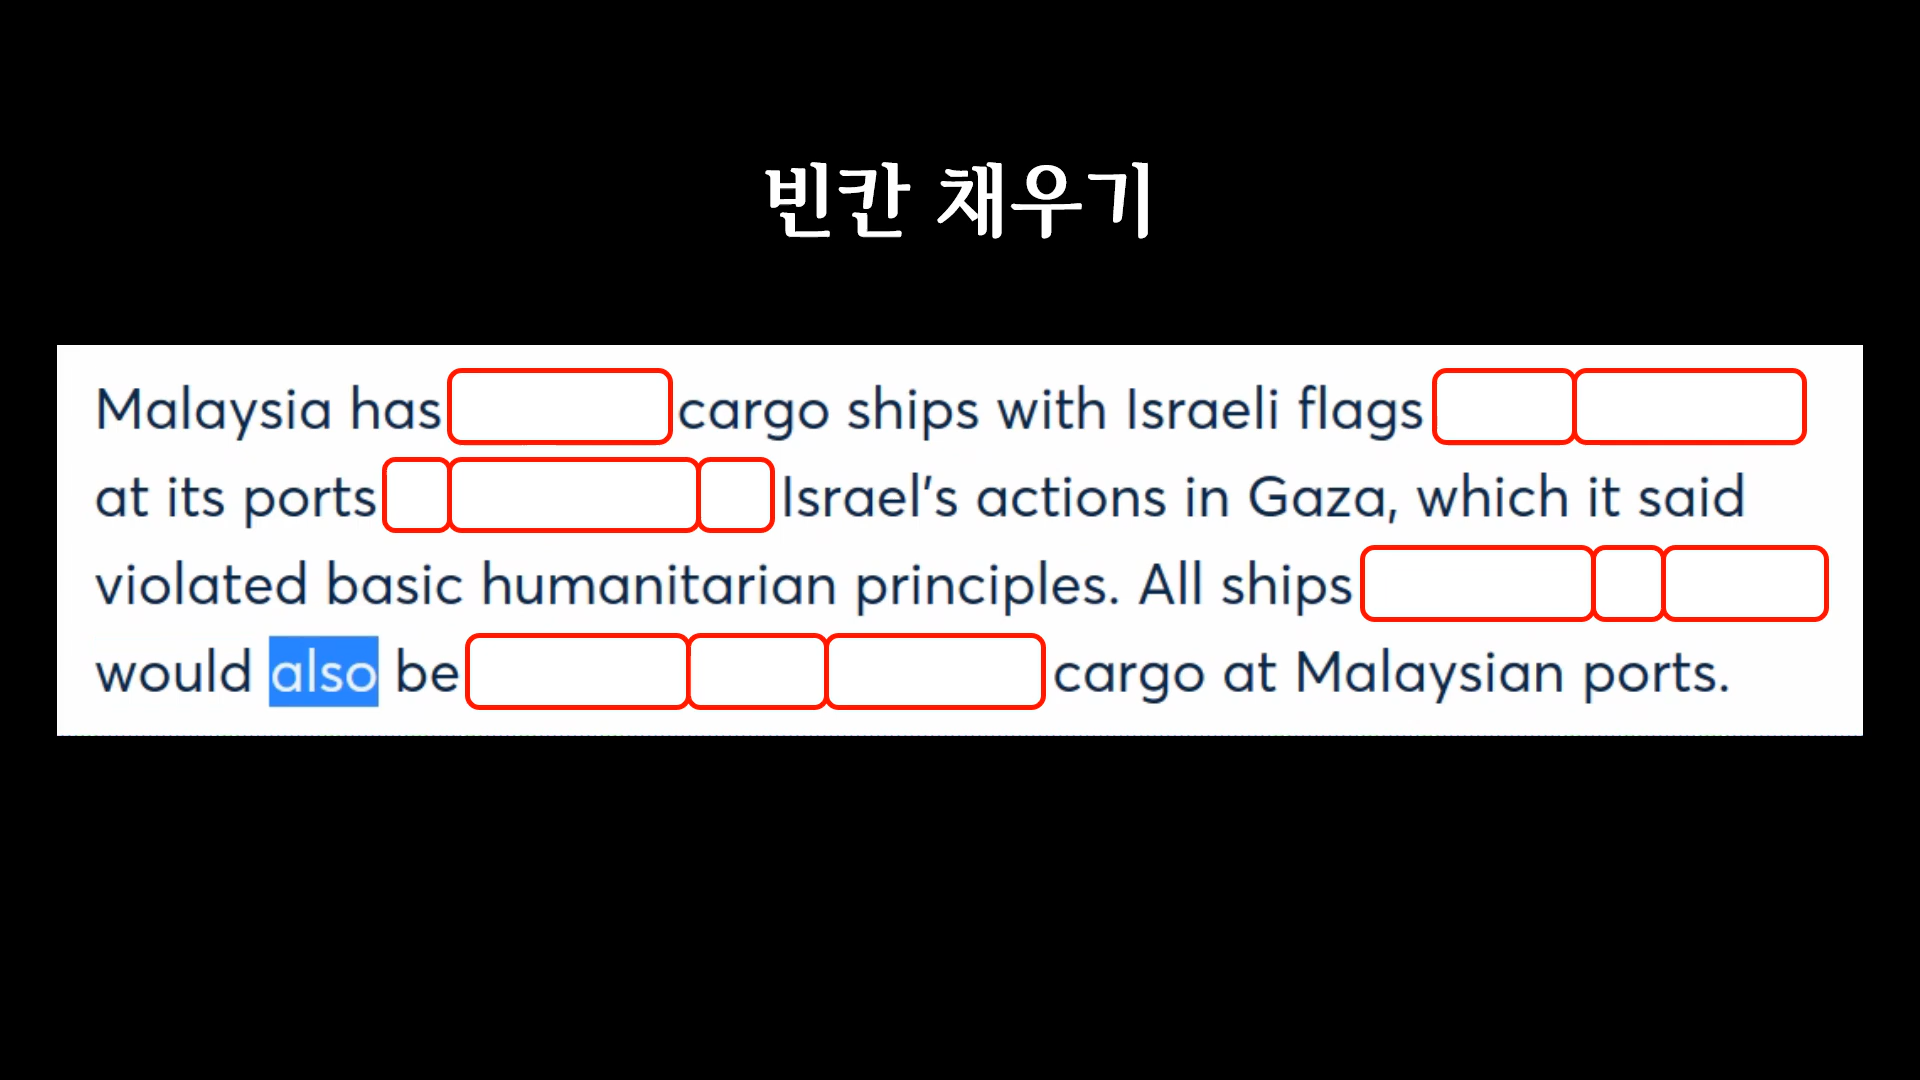 빈칸 채우기
Malaysia has cargo ships with Israeli flags
at its ports Israel's actions in Gaza, which it said
violated basic humanitarian principles. All ships
would also be cargo at Malaysian ports.